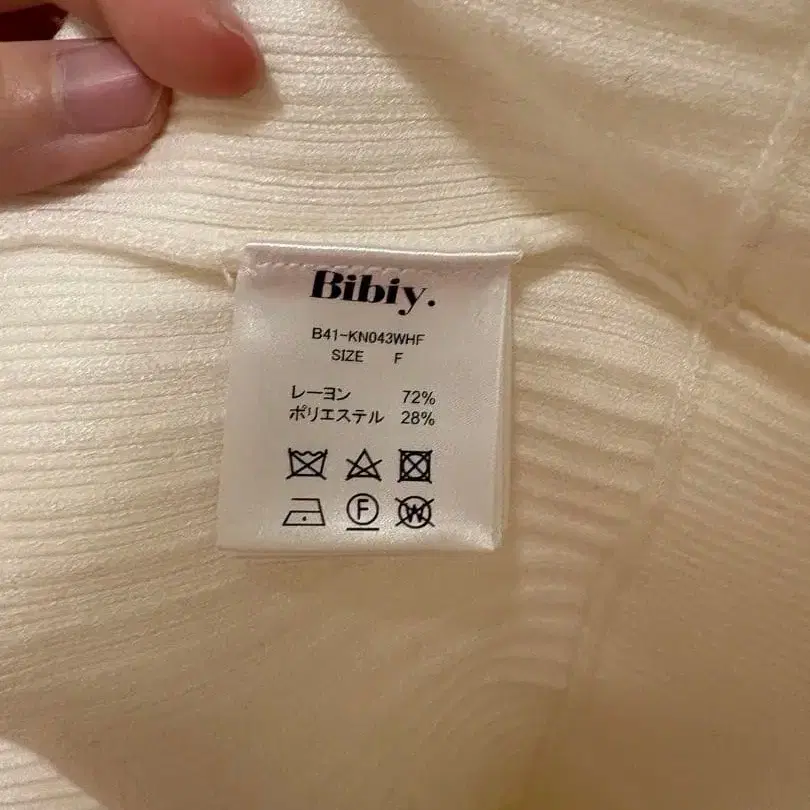 Bibiy.
B41-KN043WHF
SIZE F
レーヨン 72%
ポリエステル 28%
F W